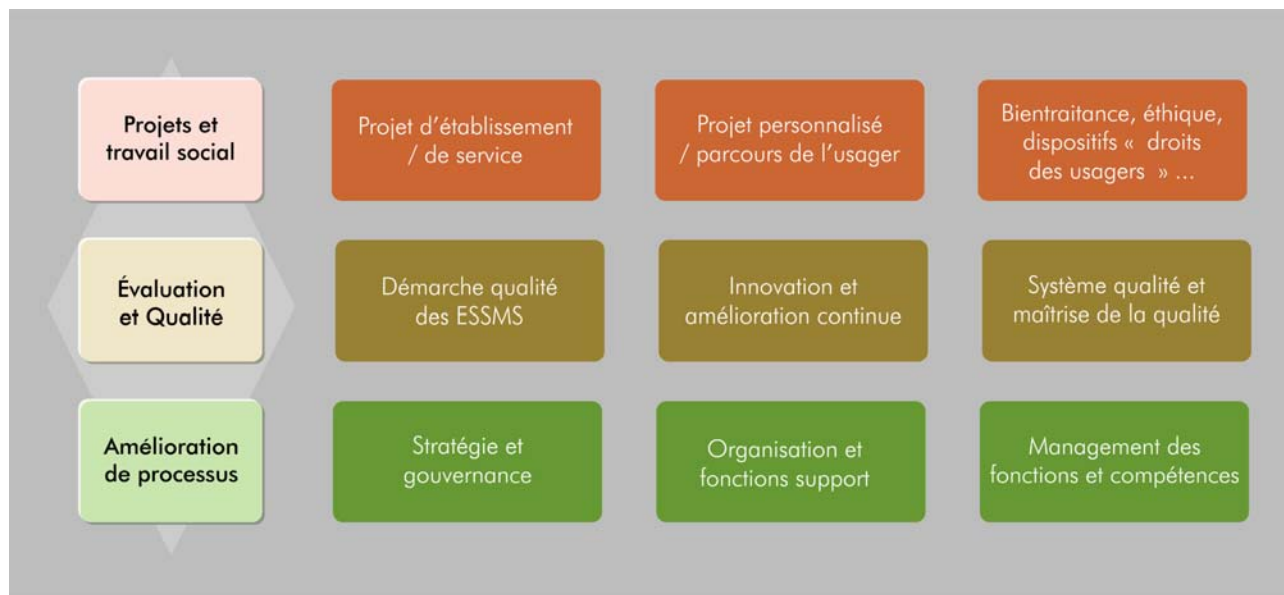 Projets et
travail social
Projet d'établissement
/ de service
Projet personnalisé
/ parcours de l'usager
Bientraitance, éthique,
dispositifs «  droits
des usagers  » ...
Évaluation
et Qualité
Démarche qualité
des ESSMS
Innovation et
amélioration continue
Système qualité et
maîtrise de la qualité
Amélioration
de processus
Stratégie et
gouvernance
Organisation et
fonctions support
Management des
fonctions et compétences